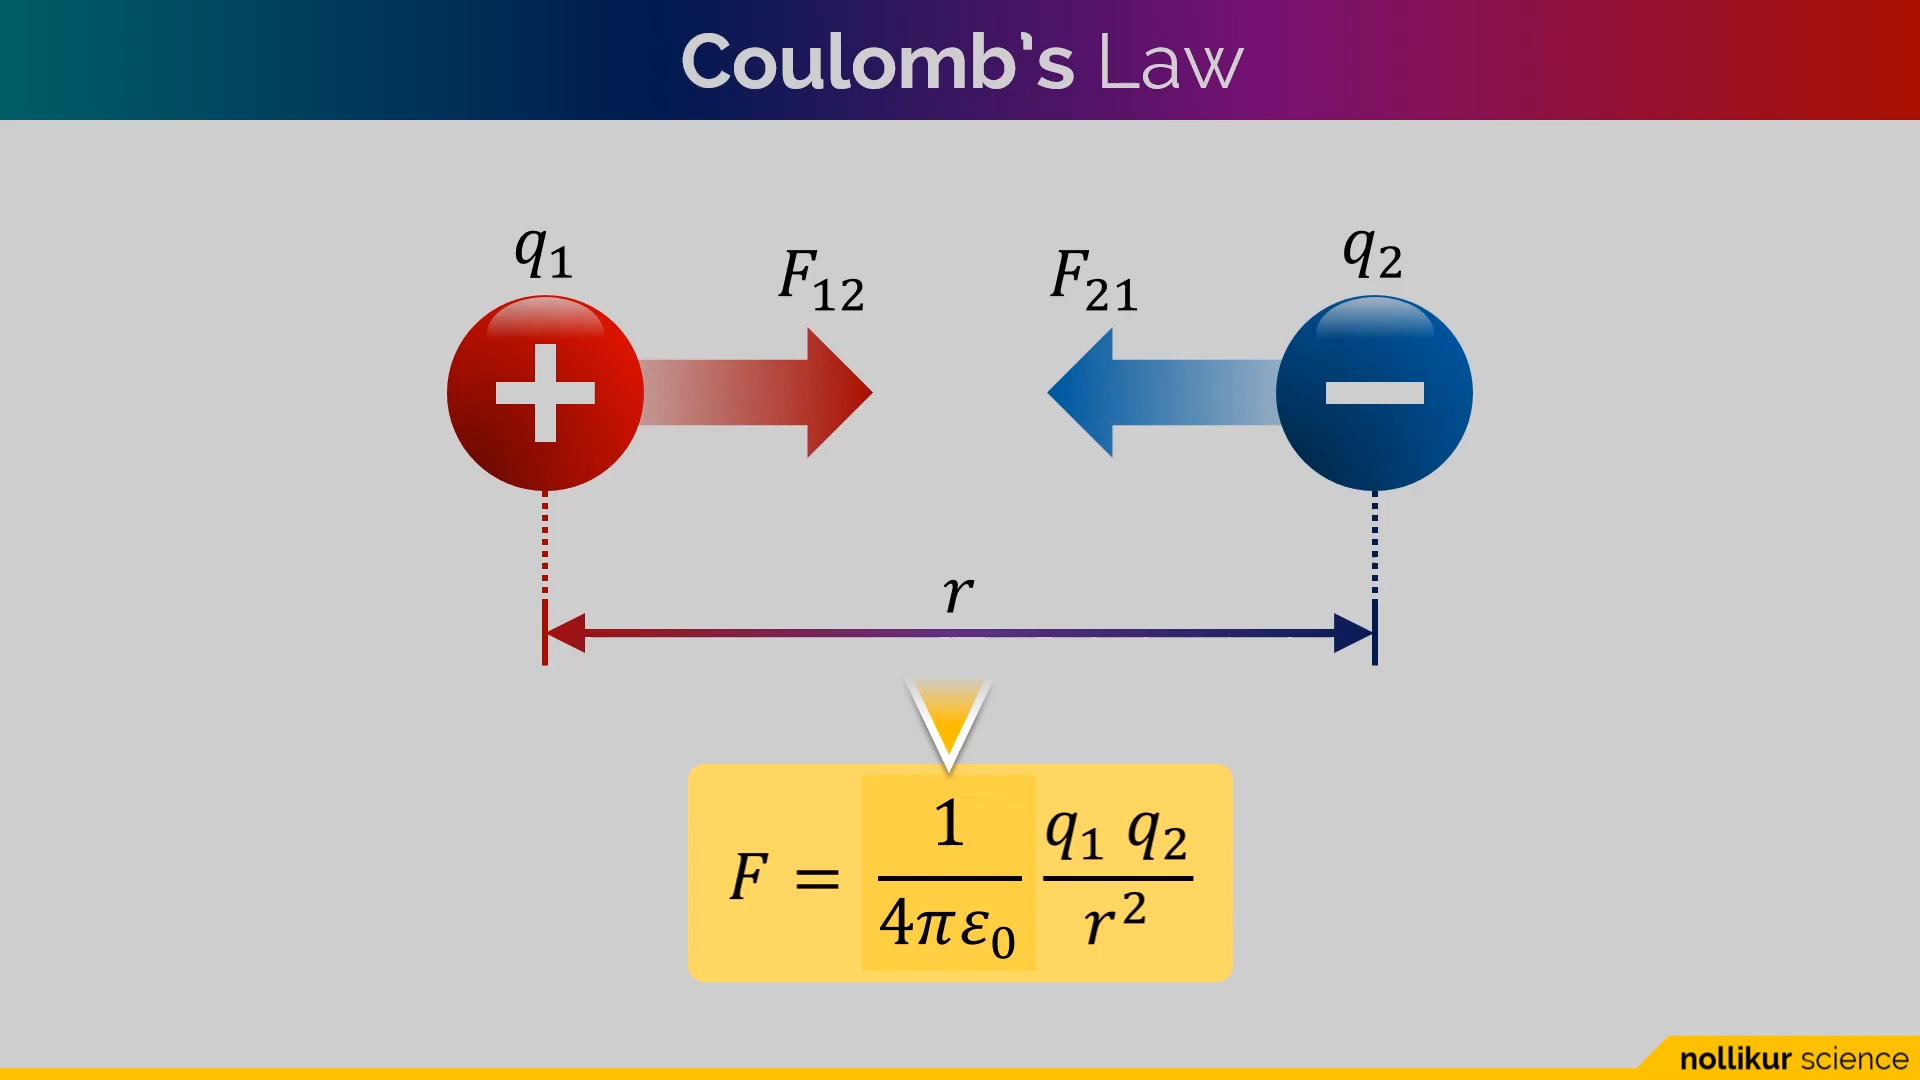 Coulomb's Law
q₁
F₁₂
F₂₁
q₂
+
−
r
F = 1/(4πε₀) q₁ q₂/r²
nollikur science